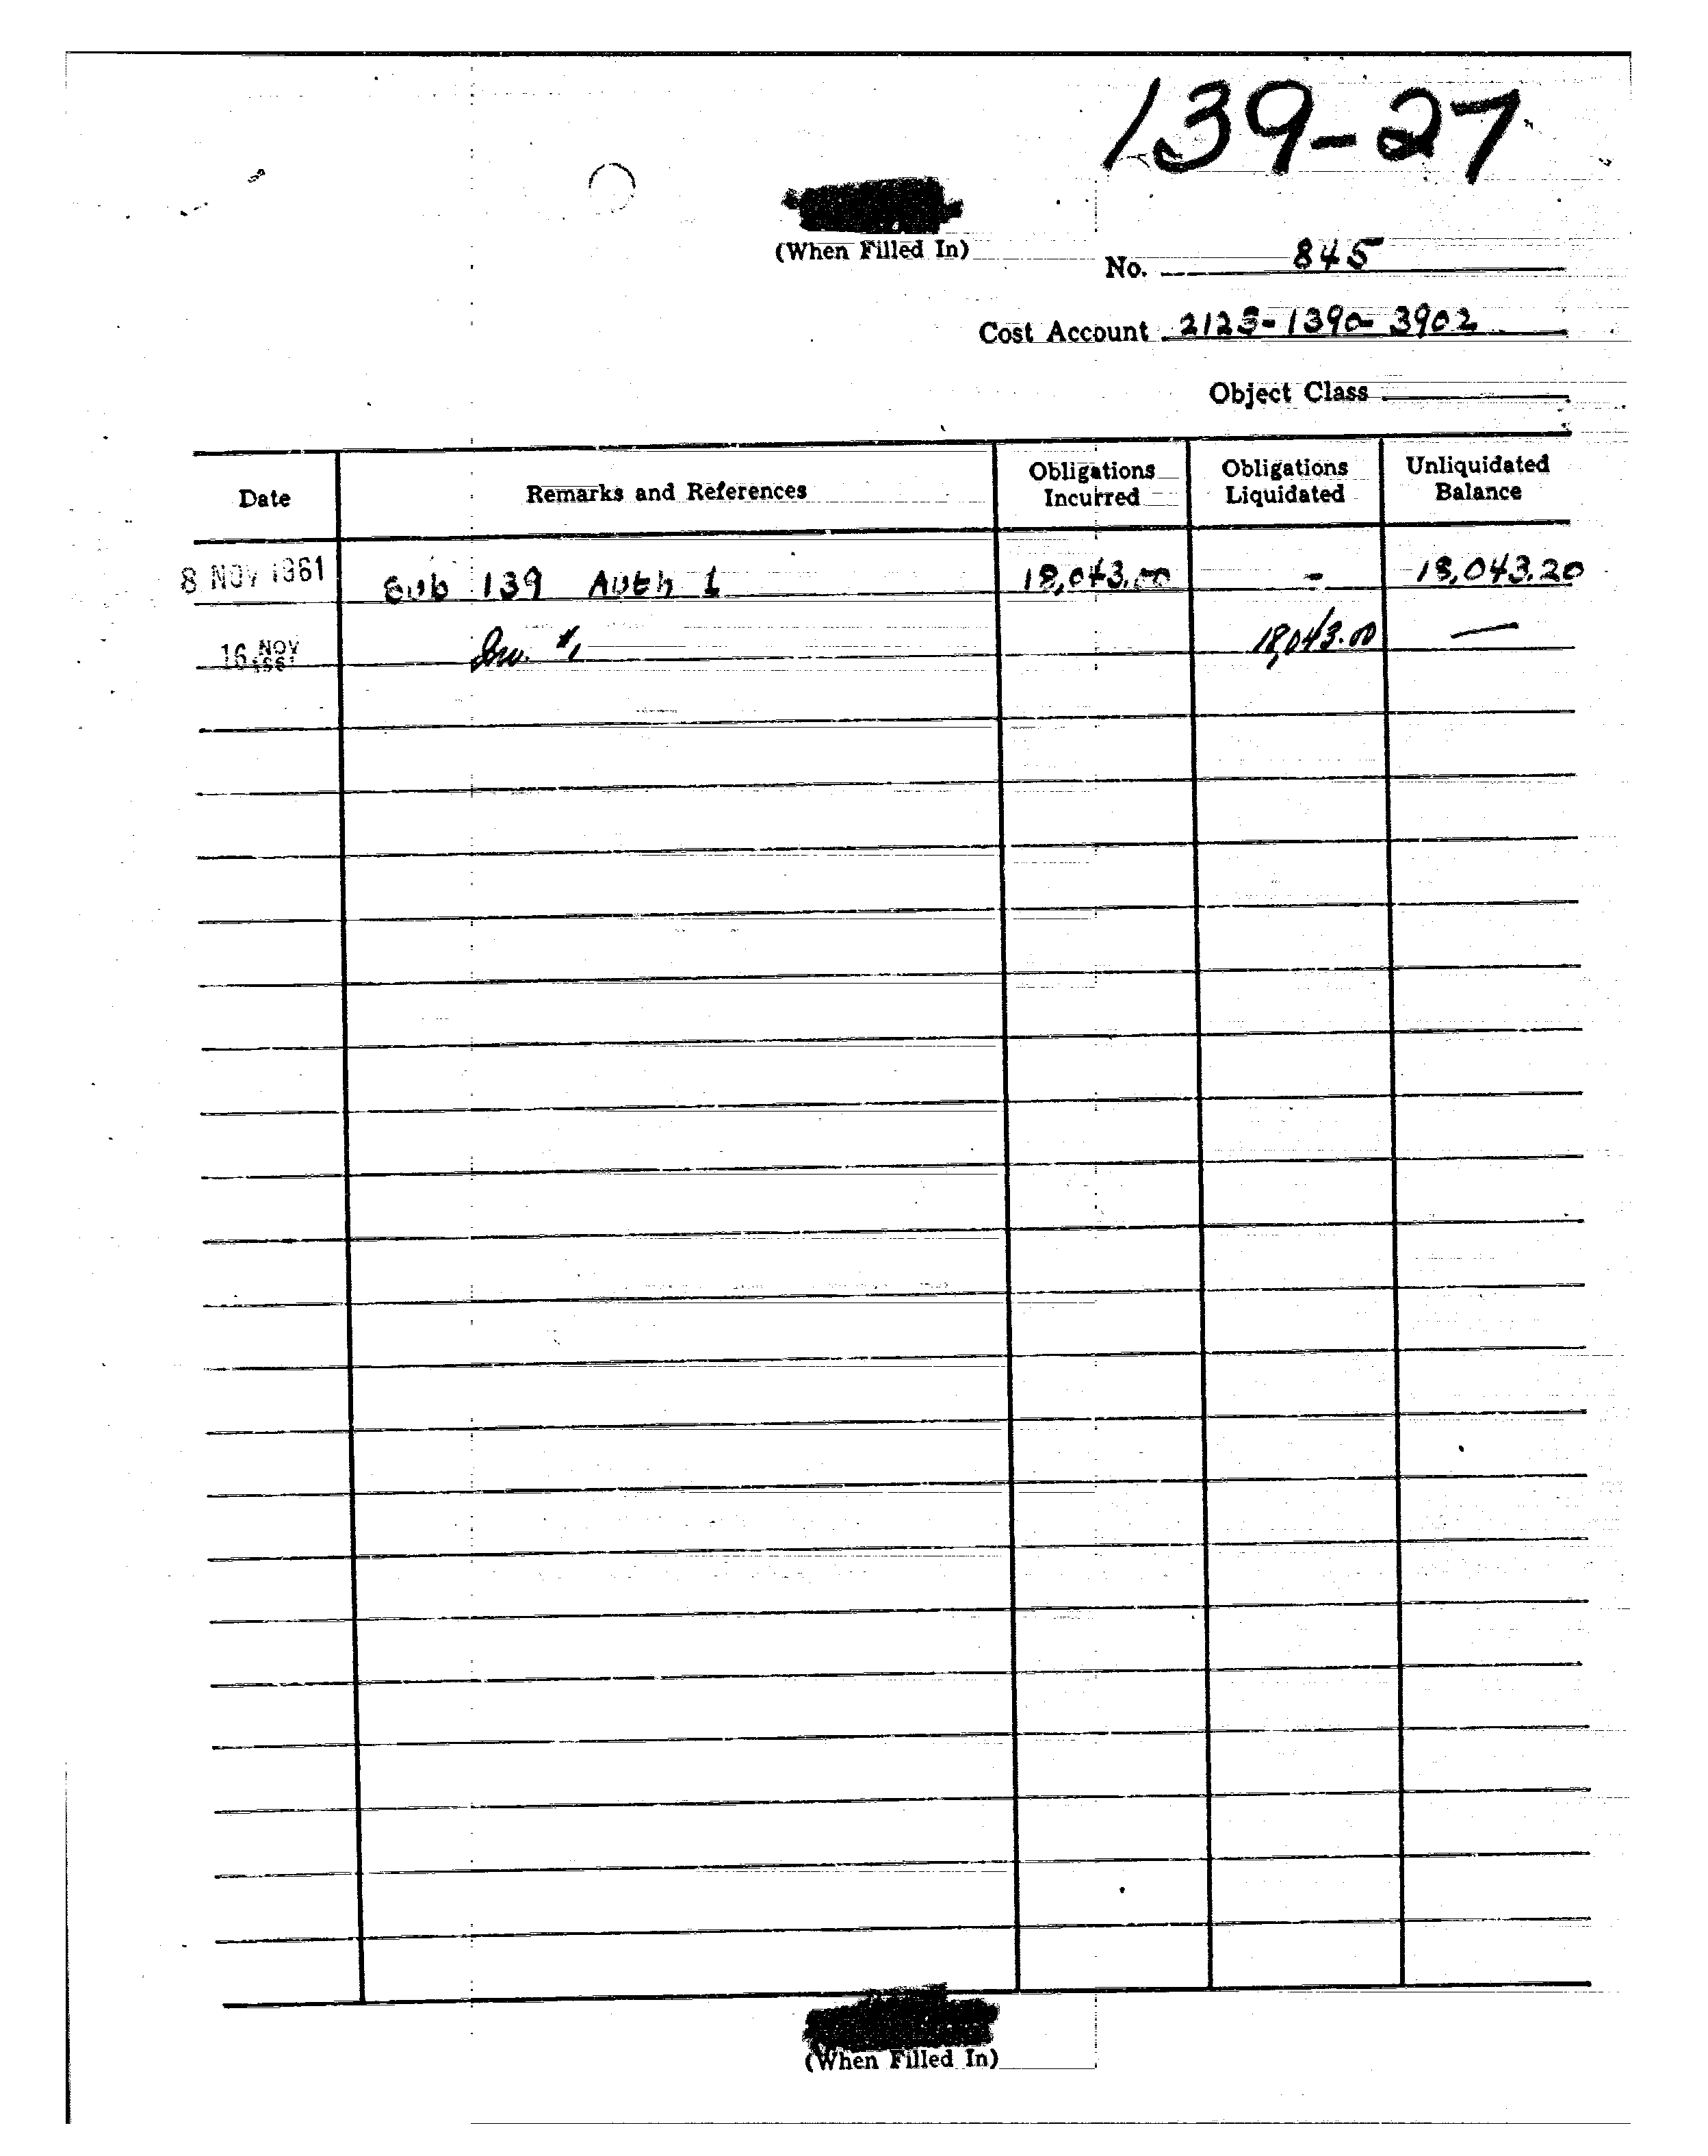 139-27
(When Filled In)
No. 845
Cost Account 2125-1390-3902
Object Class
Date Remarks and References Obligations Incurred Obligations Liquidated Unliquidated Balance
8 NOV 1961 Sub 139 Auth 1 18,043.00 - 18,043.20
16 NOV 1961 Inv. #1 18,043.00 —
(When Filled In)